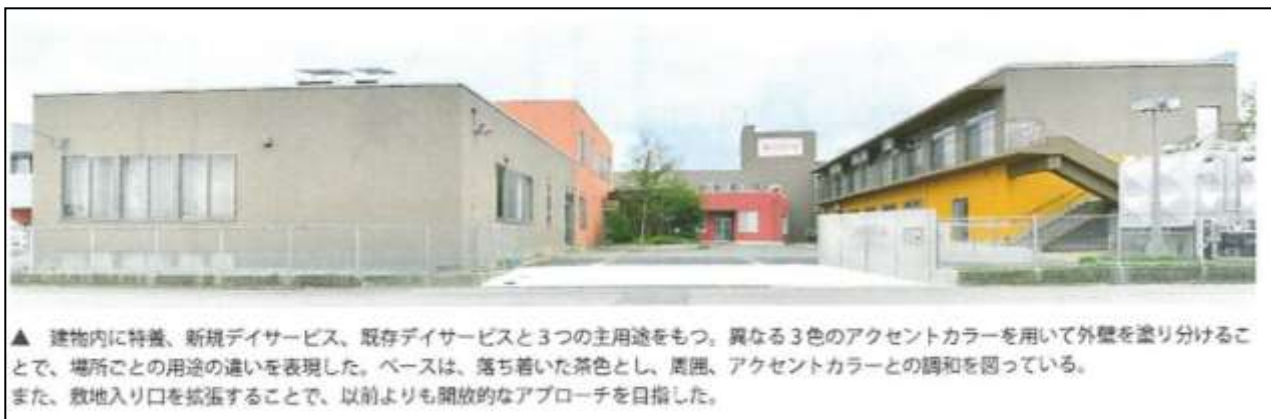 ▲　建物内に特養、新規デイサービス、既存デイサービスと3つの主用途をもつ。異なる3色のアクセントカラーを用いて外壁を塗り分けるこ
とで、場所ごとの用途の違いを表現した。ベースは、落ち着いた茶色とし、周囲、アクセントカラーとの調和を図っている。
また、敷地入り口を拡張することで、以前よりも開放的なアプローチを目指した。